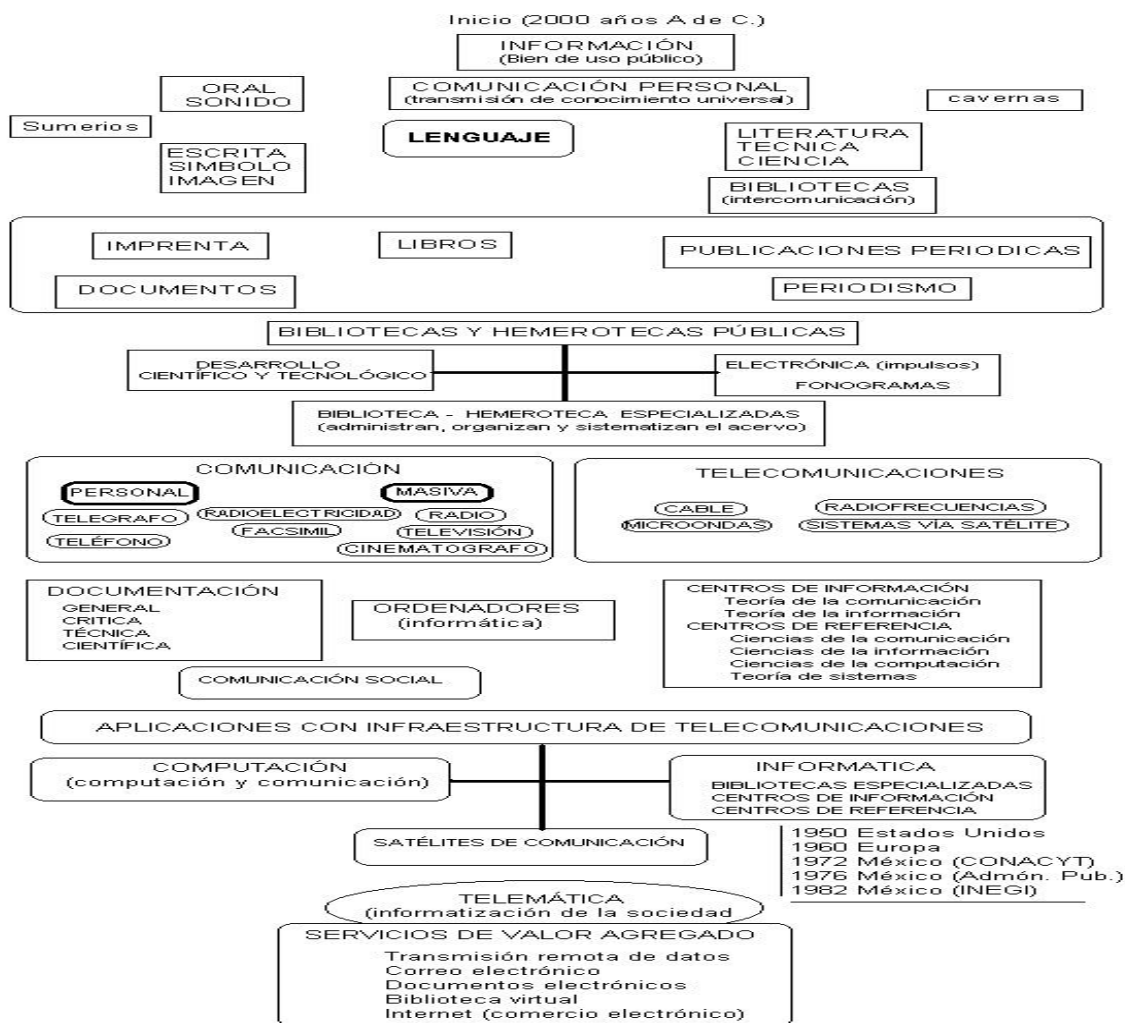 Inicio (2000 años A de C.)
INFORMACIÓN
(Bien de uso público)
ORAL
SONIDO
COMUNICACIÓN PERSONAL
(transmisión de conocimiento universal)
cavernas
Sumerios
LENGUAJE
LITERATURA
TECNICA
CIENCIA
ESCRITA
SIMBOLO
IMAGEN
BIBLIOTECAS
(intercomunicación)
IMPRENTA
LIBROS
PUBLICACIONES PERIODICAS
DOCUMENTOS
PERIODISMO
BIBLIOTECAS Y HEMEROTECAS PÚBLICAS
DESARROLLO
CIENTÍFICO Y TECNOLÓGICO
ELECTRÓNICA (impulsos)
FONOGRAMAS
BIBLIOTECA - HEMEROTECA ESPECIALIZADAS
(administran, organizan y sistematizan el acervo)
COMUNICACIÓN
PERSONAL
MASIVA
TELEGRAFO
RADIOELECTRICIDAD
RADIO
FACSIMIL
TELEVISIÓN
TELÉFONO
CINEMATOGRAFO
TELECOMUNICACIONES
CABLE
RADIOFRECUENCIAS
MICROONDAS
SISTEMAS VÍA SATÉLITE
DOCUMENTACIÓN
GENERAL
CRITICA
TÉCNICA
CIENTÍFICA
ORDENADORES
(informática)
CENTROS DE INFORMACIÓN
Teoría de la comunicación
Teoría de la información
CENTROS DE REFERENCIA
Ciencias de la comunicación
Ciencias de la información
Ciencias de la computación
Teoría de sistemas
COMUNICACIÓN SOCIAL
APLICACIONES CON INFRAESTRUCTURA DE TELECOMUNICACIONES
COMPUTACIÓN
(computación y comunicación)
INFORMATICA
BIBLIOTECAS ESPECIALIZADAS
CENTROS DE INFORMACIÓN
CENTROS DE REFERENCIA
SATÉLITES DE COMUNICACIÓN
1950 Estados Unidos
1960 Europa
1972 México (CONACYT)
1976 México (Admón. Pub.)
1982 México (INEGI)
TELEMÁTICA
(informatización de la sociedad
SERVICIOS DE VALOR AGREGADO
Transmisión remota de datos
Correo electrónico
Documentos electrónicos
Biblioteca virtual
Internet (comercio electrónico)